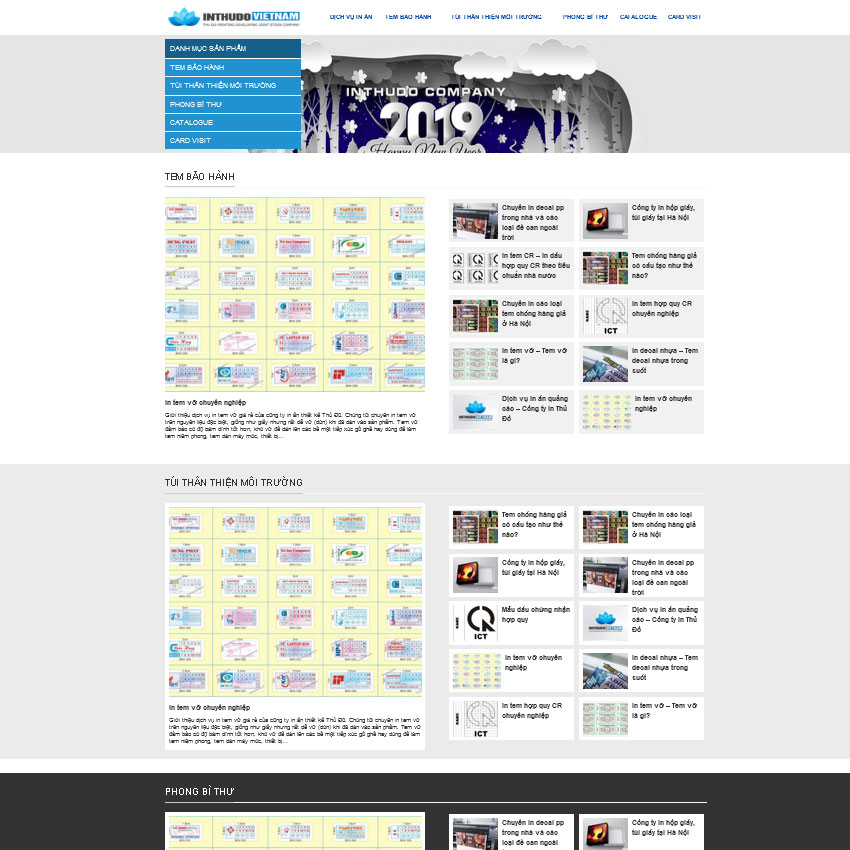 INTHUDO VIETNAM
THU DO PRINTING DEVELOPING JOINT STOCK COMPANY
DỊCH VỤ IN ẤN
TEM BẢO HÀNH
TÚI THÂN THIỆN MÔI TRƯỜNG
PHONG BÌ THƯ
CATALOGUE
CARD VISIT
DANH MỤC SẢN PHẨM
TEM BẢO HÀNH
TÚI THÂN THIỆN MÔI TRƯỜNG
PHONG BÌ THƯ
CATALOGUE
CARD VISIT
INTHUDO COMPANY
2019
Happy New Year
TEM BẢO HÀNH
In tem vỡ chuyên nghiệp
Giới thiệu dịch vụ in tem vỡ giá rẻ của công ty in ấn thiết kế Thủ Đô. Chúng tôi chuyên in tem vỡ
trên nguyên liệu đặc biệt, giống như giấy nhưng rất dễ vỡ (dùn) khi đã dán vào sản phẩm. Tem vỡ
đảm bảo có độ bám dính tốt hơn, khó vỡ để dán lên các bề mặt tiếp xúc gồ ghề hay dùng để làm
tem niêm phong, tem dán máy móc, thiết bị...
Chuyên in decal pp
trong nhà và các
loại đề can ngoài
trời
Công ty in hộp giấy,
túi giấy tại Hà Nội
In tem CR – In dấu
hợp quy CR theo tiêu
chuẩn nhà nước
Tem chống hàng giả
có cấu tạo như thế
nào?
Chuyên in các loại
tem chống hàng giả
ở Hà Nội
ICT
In tem hợp quy CR
chuyên nghiệp
In tem vỡ – Tem vỡ
là gì?
In decal nhựa – Tem
decal nhựa trong
suốt
INTHUDO VIETNAM
Dịch vụ in ấn quảng
cáo – Công ty In Thủ
Đô
In tem vỡ chuyên
nghiệp
TÚI THÂN THIỆN MÔI TRƯỜNG
In tem vỡ chuyên nghiệp
Giới thiệu dịch vụ in tem vỡ giá rẻ của công ty in ấn thiết kế Thủ Đô. Chúng tôi chuyên in tem vỡ
trên nguyên liệu đặc biệt, giống như giấy nhưng rất dễ vỡ (dùn) khi đã dán vào sản phẩm. Tem vỡ
đảm bảo có độ bám dính tốt hơn, khó vỡ để dán lên các bề mặt tiếp xúc gồ ghề hay dùng để làm
tem niêm phong, tem dán máy móc, thiết bị...
Tem chống hàng giả
có cấu tạo như thế
nào?
Chuyên in các loại
tem chống hàng giả
ở Hà Nội
Công ty in hộp giấy,
túi giấy tại Hà Nội
Chuyên in decal pp
trong nhà và các
loại đề can ngoài
trời
ICT
Mẫu dấu chứng nhận
hợp quy
INTHUDO VIETNAM
Dịch vụ in ấn quảng
cáo – Công ty In Thủ
Đô
In tem vỡ chuyên
nghiệp
In decal nhựa – Tem
decal nhựa trong
suốt
ICT
In tem hợp quy CR
chuyên nghiệp
In tem vỡ – Tem vỡ
là gì?
PHONG BÌ THƯ
Chuyên in decal pp
trong nhà và các
loại đề can ngoài
Công ty in hộp giấy,
túi giấy tại Hà Nội